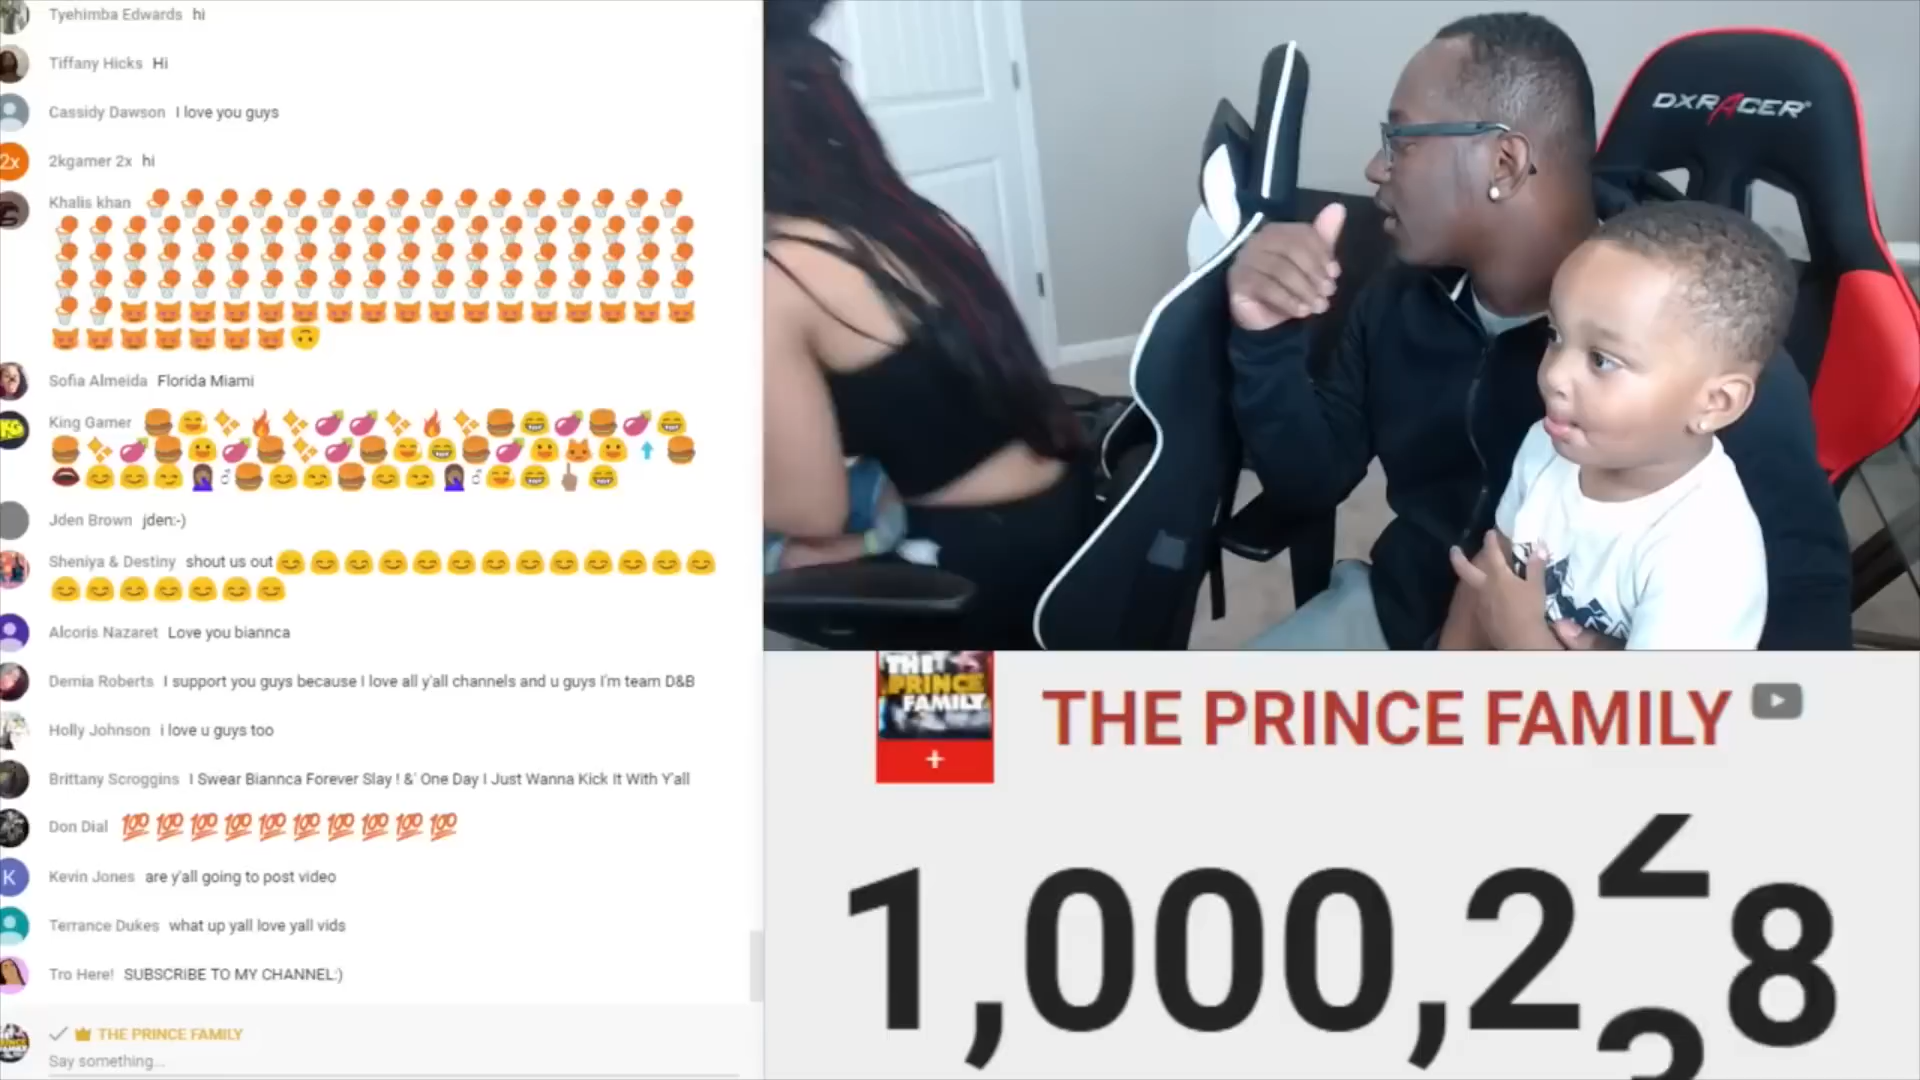 Tyehimba Edwards hi
Tiffany Hicks Hi
Cassidy Dawson I love you guys
2x
2kgamer 2x hi
Khalis khan
Sofia Almeida Florida Miami
KG
King Gamer
Jden Brown jden:-)
Sheniya & Destiny shout us out
Alcoris Nazaret Love you biannca
Demia Roberts I support you guys because I love all y'all channels and u guys I'm team D&B
Holly Johnson i love u guys too
Brittany Scroggins I Swear Biannca Forever Slay ! &' One Day I Just Wanna Kick It With Y'all
Don Dial 💯 💯 💯 💯 💯 💯 💯 💯 💯 💯
K
Kevin Jones are y'all going to post video
Terrance Dukes what up yall love yall vids
Tro Here! SUBSCRIBE TO MY CHANNEL:)
THE PRINCE FAMILY
Say something...
DXRACER
THE
PRINCE
FAMILY
+
THE PRINCE FAMILY
1,000,228